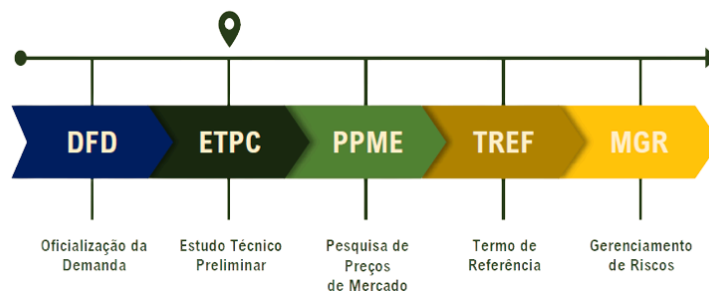 DFD
ETPC
PPME
TREF
MGR
Oficialização da
Demanda
Estudo Técnico
Preliminar
Pesquisa de
Preços
de Mercado
Termo de
Referência
Gerenciamento
de Riscos